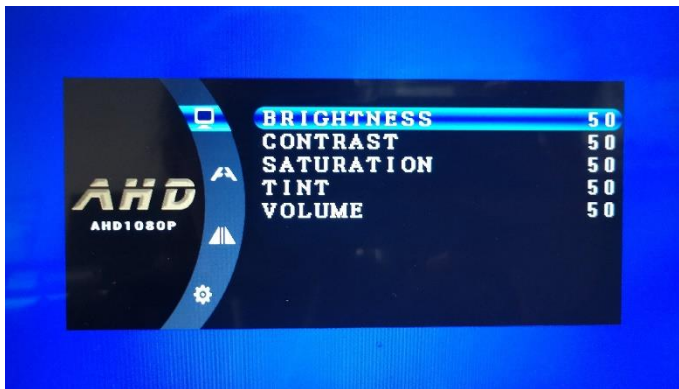 BRIGHTNESS 50
CONTRAST 50
SATURATION 50
TINT 50
VOLUME 50
AHD
AHD1080P